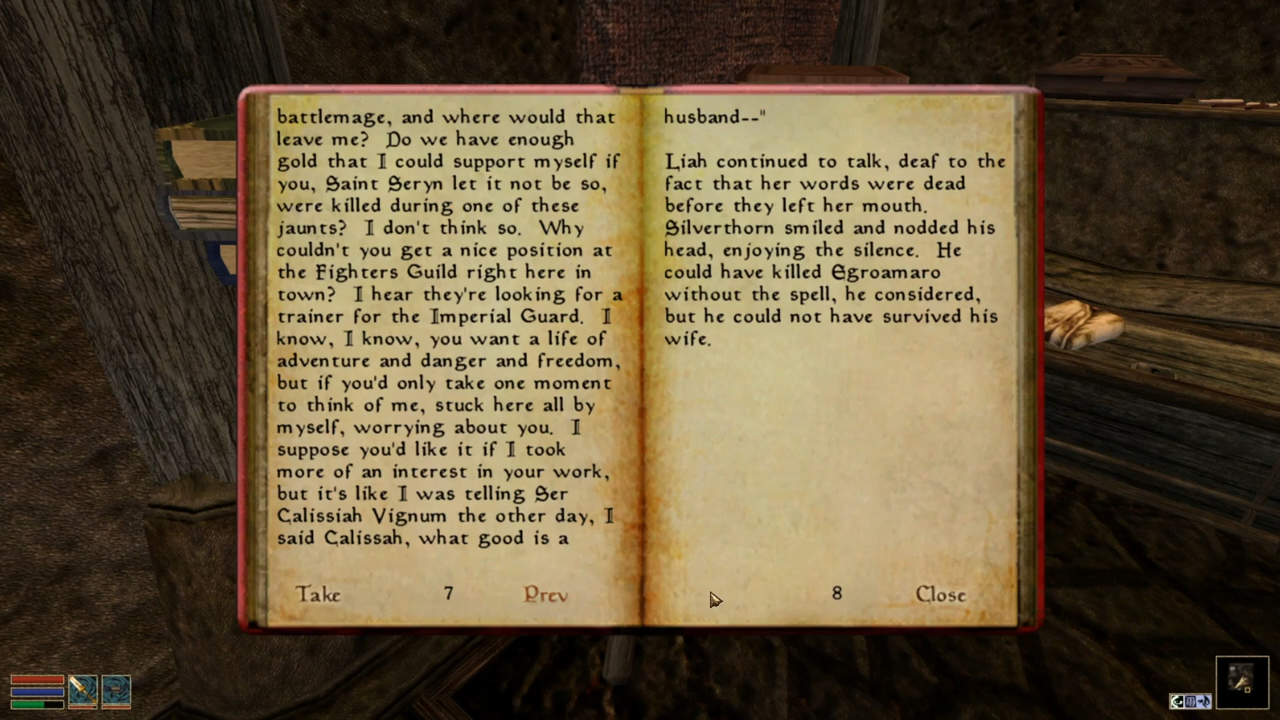 battlemage, and where would that
leave me? Do we have enough
gold that I could support myself if
you, Saint Seryn let it not be so,
were killed during one of these
jaunts? I don't think so. Why
couldn't you get a nice position at
the Fighters Guild right here in
town? I hear they're looking for a
trainer for the Imperial Guard. I
know, I know, you want a life of
adventure and danger and freedom,
but if you'd only take one moment
to think of me, stuck here all by
myself, worrying about you. I
suppose you'd like it if I took
more of an interest in your work,
but it's like I was telling Ser
Calissiah Vignum the other day, I
said Calissah, what good is a
Take 7 Prev
husband--"
Liah continued to talk, deaf to the
fact that her words were dead
before they left her mouth.
Silverthorn smiled and nodded his
head, enjoying the silence. He
could have killed Egroamaro
without the spell, he considered,
but he could not have survived his
wife.
8 Close